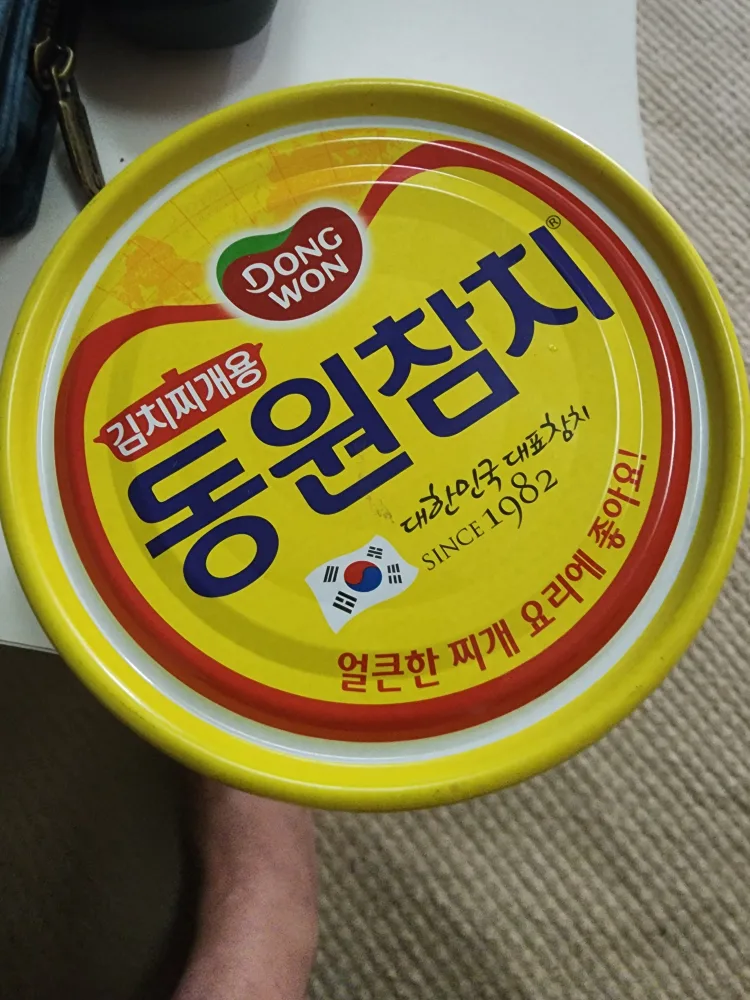 DONG
WON
김치찌개용
동원참치®
대한민국 대표참치
SINCE 1982
얼큰한 찌개 요리에 좋아요!